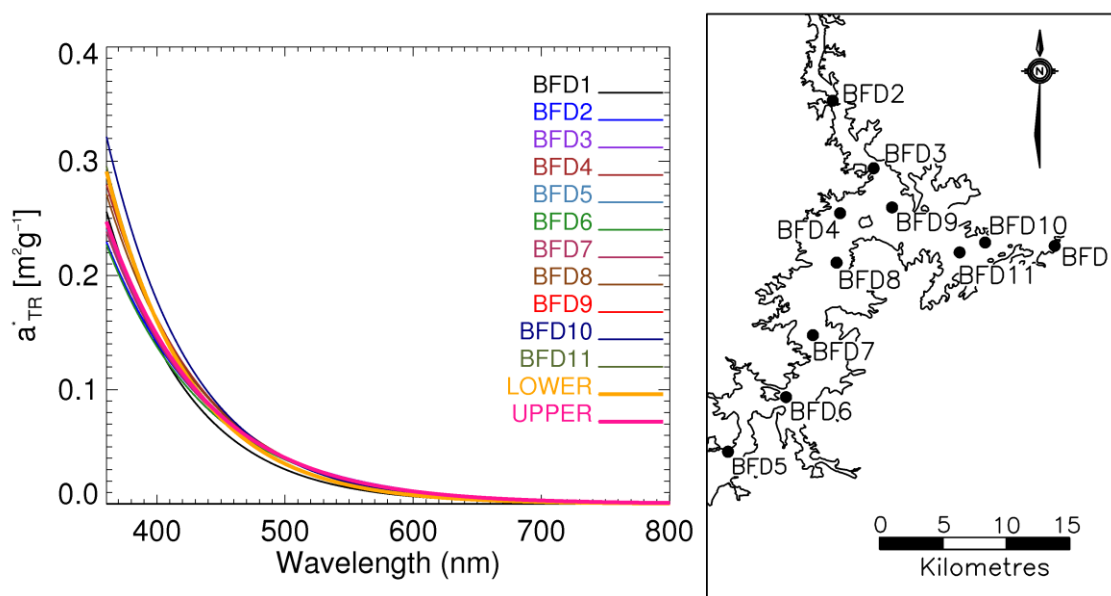 0.4
0.3
0.2
0.1
0.0
a*TR [m²g⁻¹]
400 500 600 700 800
Wavelength (nm)
BFD1
BFD2
BFD3
BFD4
BFD5
BFD6
BFD7
BFD8
BFD9
BFD10
BFD11
LOWER
UPPER
N
BFD2
BFD3
BFD4
BFD9
BFD10
BFD
BFD11
BFD8
BFD7
BFD6
BFD5
0 5 10 15
Kilometres